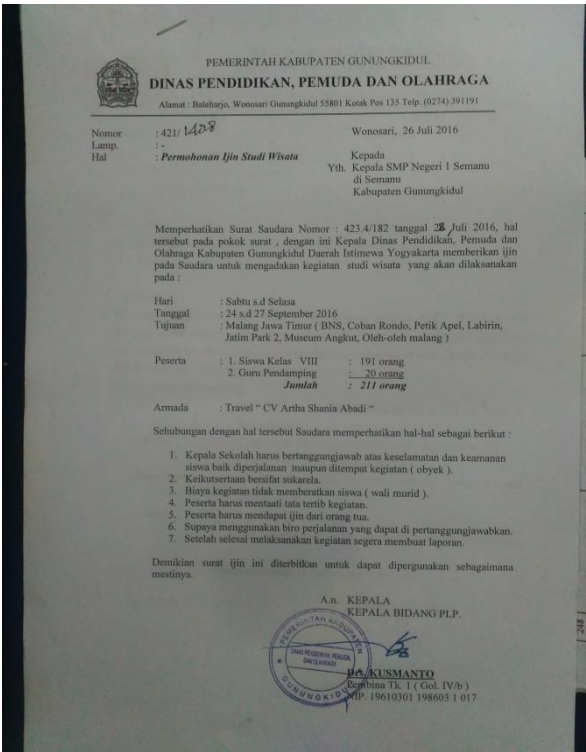 PEMERINTAH KABUPATEN GUNUNGKIDUL
DINAS PENDIDIKAN, PEMUDA DAN OLAHRAGA
Alamat : Baleharjo, Wonosari Gunungkidul 55801 Kotak Pos 135 Telp. (0274) 391191
Nomor : 421/ 1408 Wonosari, 26 Juli 2016
Lamp. : -
Hal : Permohonan Ijin Studi Wisata Kepada
Yth. Kepala SMP Negeri 1 Semanu
di Semanu
Kabupaten Gunungkidul
Memperhatikan Surat Saudara Nomor : 423.4/182 tanggal Juli 2016, hal
tersebut pada pokok surat , dengan ini Kepala Dinas Pendidikan, Pemuda dan
Olahraga Kabupaten Gunungkidul Daerah Istimewa Yogyakarta memberikan ijin
pada Saudara untuk mengadakan kegiatan studi wisata yang akan dilaksanakan
pada :
Hari : Sabtu s.d Selasa
Tanggal : 24 s.d 27 September 2016
Tujuan : Malang Jawa Timur ( BNS, Coban Rondo, Petik Apel, Labirin,
Jatim Park 2, Museum Angkut, Oleh-oleh malang )
Peserta : 1. Siswa Kelas VIII : 191 orang
2. Guru Pendamping : 20 orang
Jumlah : 211 orang
Armada : Travel “ CV Artha Shania Abadi “
Sehubungan dengan hal tersebut Saudara memperhatikan hal-hal sebagai berikut :
1. Kepala Sekolah harus bertanggungjawab atas keselamatan dan keamanan
siswa baik diperjalanan maupun ditempat kegiatan ( obyek ).
2. Keikutsertaan bersifat sukarela.
3. Biaya kegiatan tidak memberatkan siswa ( wali murid ).
4. Peserta harus mentaati tata tertib kegiatan.
5. Peserta harus mendapat ijin dari orang tua.
6. Supaya menggunakan biro perjalanan yang dapat di pertanggungjawabkan.
7. Setelah selesai melaksanakan kegiatan segera membuat laporan.
Demikian surat ijin ini diterbitkan untuk dapat dipergunakan sebagaimana
mestinya.
A.n. KEPALA
KEPALA BIDANG PLP.
PEMERINTAH KABUPATEN
DINAS PENDIDIKAN, PEMUDA
DAN OLAHRAGA
GUNUNGKIDUL
KUSMANTO
Pembina Tk. 1 ( Gol. IV/b )
NIP. 19610301 198603 1 017
248